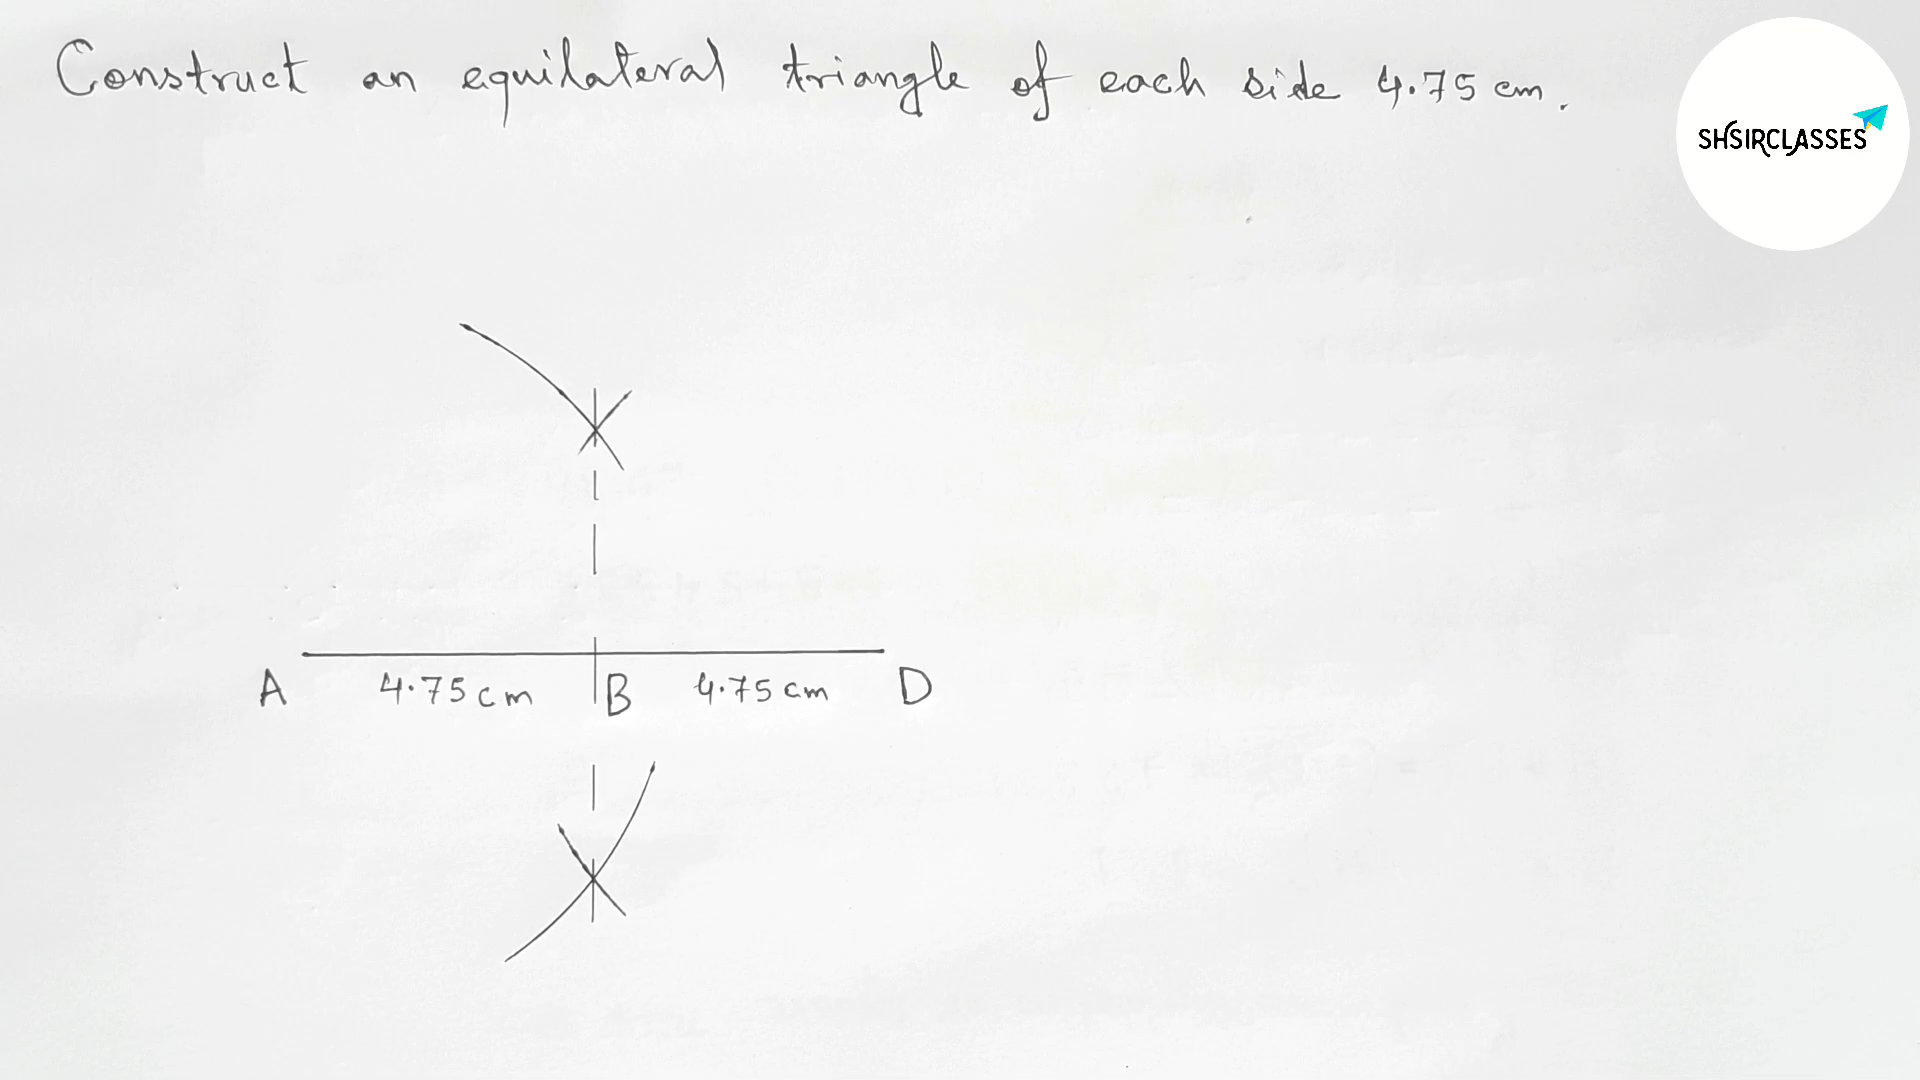 Construct an equilateral triangle of each side 4.75 cm.
SHSIRCLASSES
A 4.75 cm B 4.75 cm D